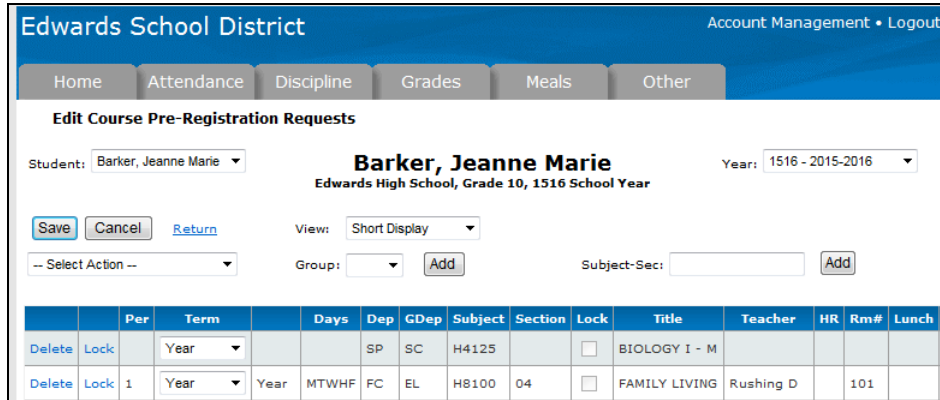 Edwards School District Account Management • Logout
Home Attendance Discipline Grades Meals Other
Edit Course Pre-Registration Requests
Student: Barker, Jeanne Marie Barker, Jeanne Marie Year: 1516 - 2015-2016
Edwards High School, Grade 10, 1516 School Year
Save Cancel Return View: Short Display
-- Select Action -- Group: Add Subject-Sec: Add
Per Term Days Dep GDep Subject Section Lock Title Teacher HR Rm# Lunch
Delete Lock Year SP SC H4125 BIOLOGY I - M
Delete Lock 1 Year Year MTWHF FC EL H8100 04 FAMILY LIVING Rushing D 101